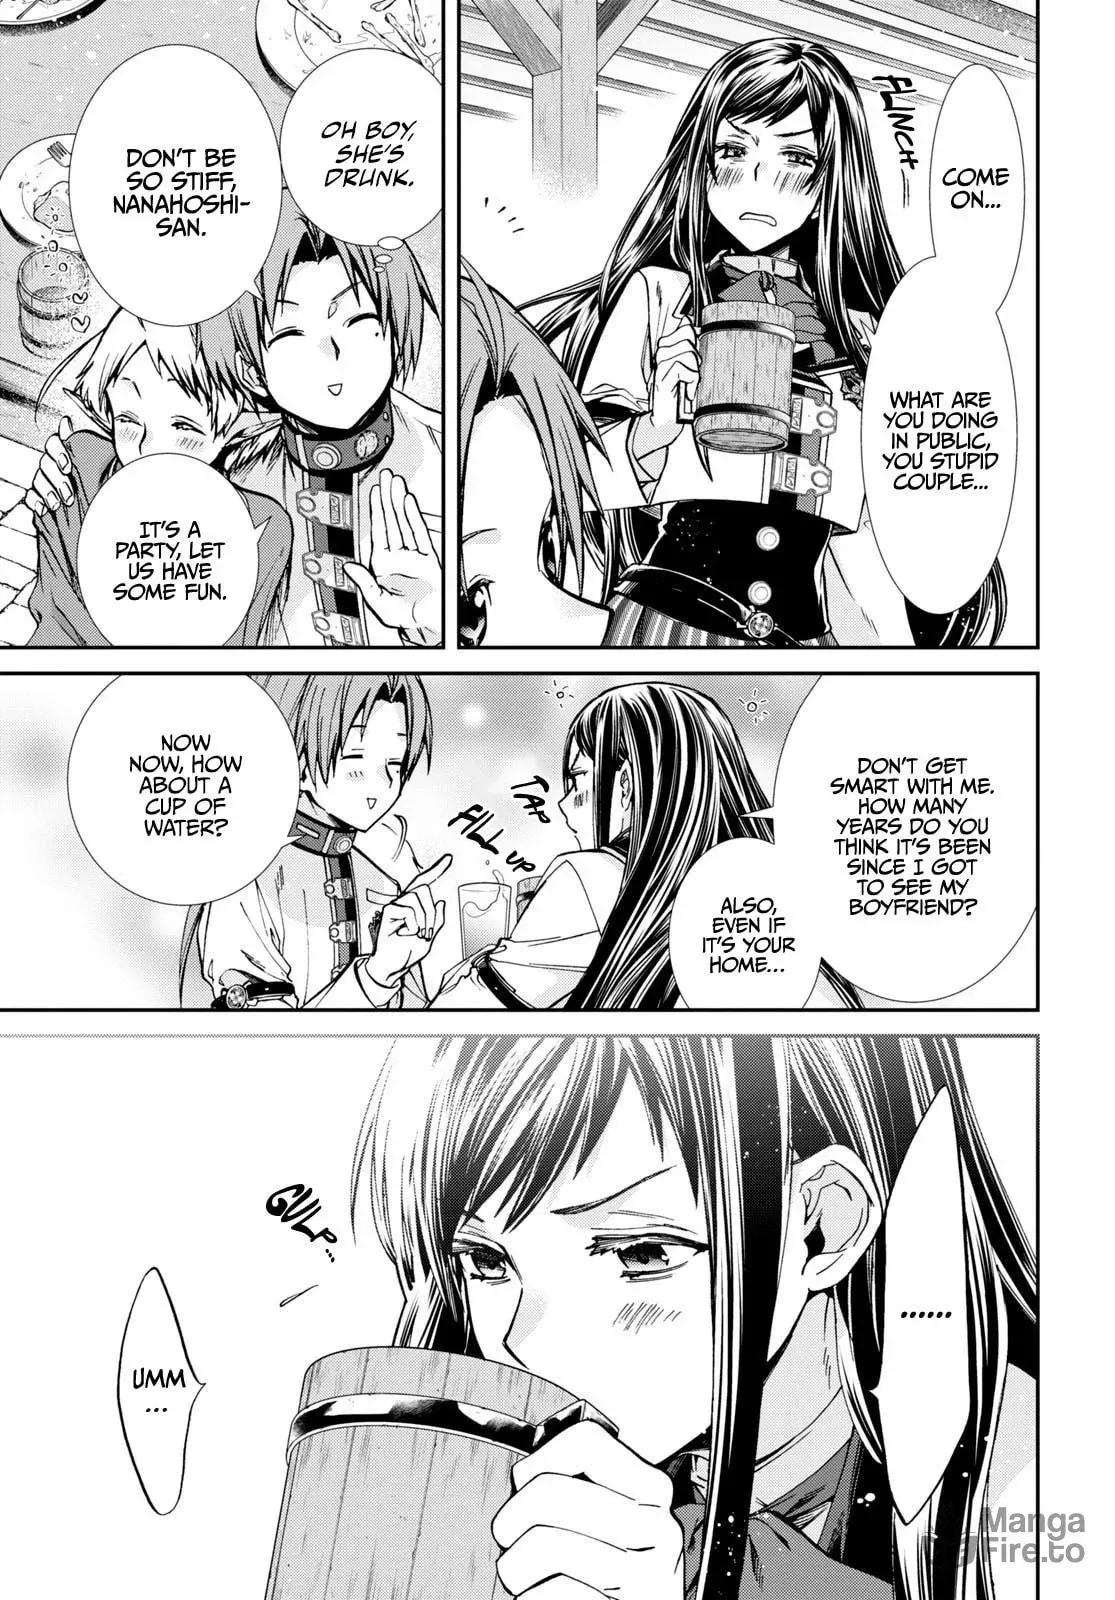 COME
ON...
FLINCH
WHAT ARE
YOU DOING
IN PUBLIC,
YOU STUPID
COUPLE...
OH BOY,
SHE'S
DRUNK.
DON'T BE
SO STIFF,
NANAHOSHI-
SAN.
IT'S A
PARTY, LET
US HAVE
SOME FUN.
DON'T GET
SMART WITH ME.
HOW MANY
YEARS DO YOU
THINK IT'S BEEN
SINCE I GOT
TO SEE MY
BOYFRIEND?
ALSO,
EVEN IF
IT'S YOUR
HOME...
TAP
FILL UP
NOW
NOW, HOW
ABOUT A
CUP OF
WATER?
......
GULP...
UMM
...
Manga
Fire.to